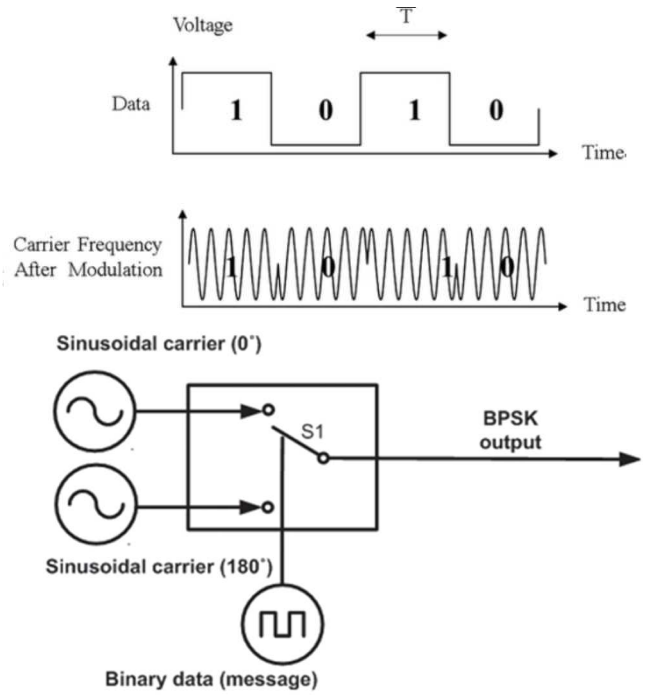 Voltage
T
Data
1 0 1 0
Time
Carrier Frequency
After Modulation
1 0 1 0
Time
Sinusoidal carrier (0°)
S1
BPSK
output
Sinusoidal carrier (180°)
Binary data (message)